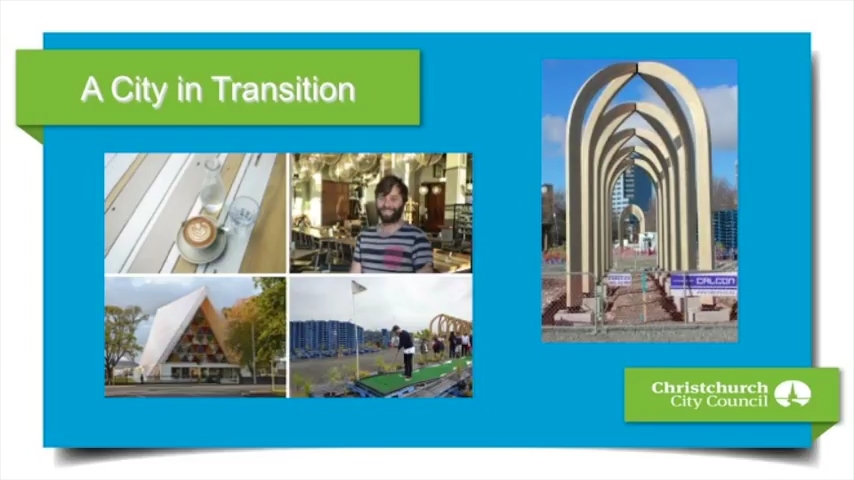 A City in Transition
CALCON
Christchurch
City Council